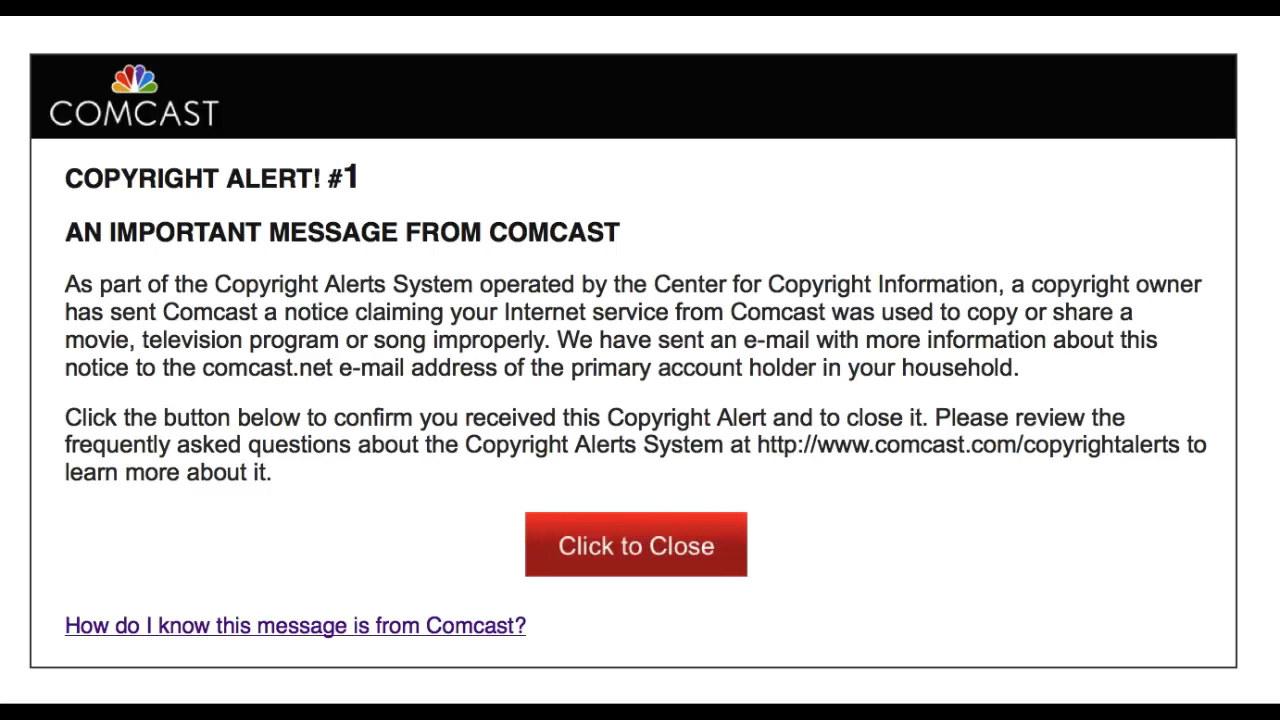 COMCAST
COPYRIGHT ALERT! #1
AN IMPORTANT MESSAGE FROM COMCAST
As part of the Copyright Alerts System operated by the Center for Copyright Information, a copyright owner
has sent Comcast a notice claiming your Internet service from Comcast was used to copy or share a
movie, television program or song improperly. We have sent an e-mail with more information about this
notice to the comcast.net e-mail address of the primary account holder in your household.
Click the button below to confirm you received this Copyright Alert and to close it. Please review the
frequently asked questions about the Copyright Alerts System at http://www.comcast.com/copyrightalerts to
learn more about it.
Click to Close
How do I know this message is from Comcast?